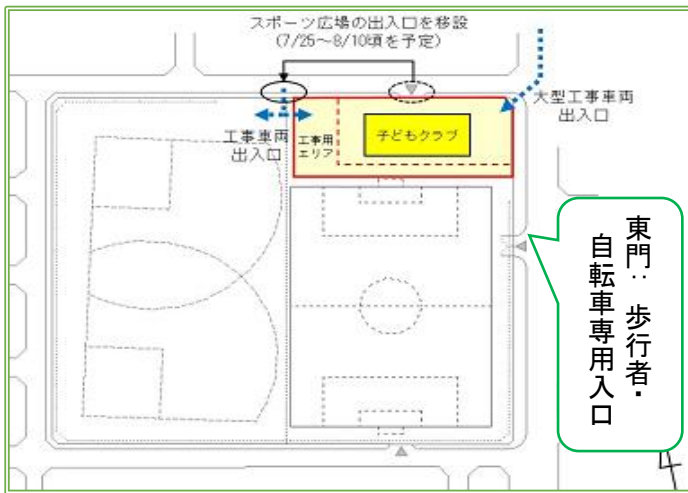 スポーツ広場の出入口を移設
（7/25～8/10頃を予定）
大型工事車両
出入口
工事車両
出入口
工事用
エリア
子どもクラブ
東門：歩行者・
自転車専用入口